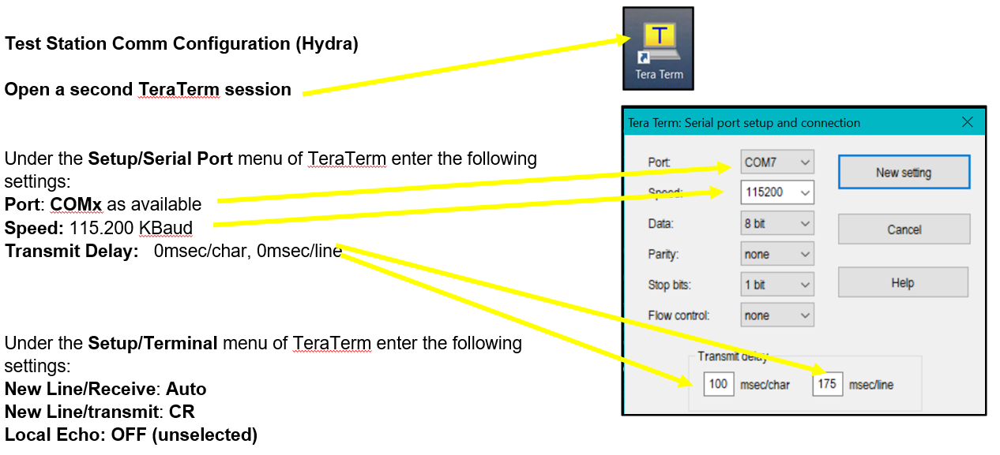 Test Station Comm Configuration (Hydra)
Open a second TeraTerm session
T
Tera Term
Under the Setup/Serial Port menu of TeraTerm enter the following
settings:
Port: COMx as available
Speed: 115.200 KBaud
Transmit Delay: 0msec/char, 0msec/line
Under the Setup/Terminal menu of TeraTerm enter the following
settings:
New Line/Receive: Auto
New Line/transmit: CR
Local Echo: OFF (unselected)
Tera Term: Serial port setup and connection
Port: COM7
New setting
Speed: 115200
Data: 8 bit
Cancel
Parity: none
Stop bits: 1 bit
Help
Flow control: none
Transmit delay
100 msec/char 175 msec/line